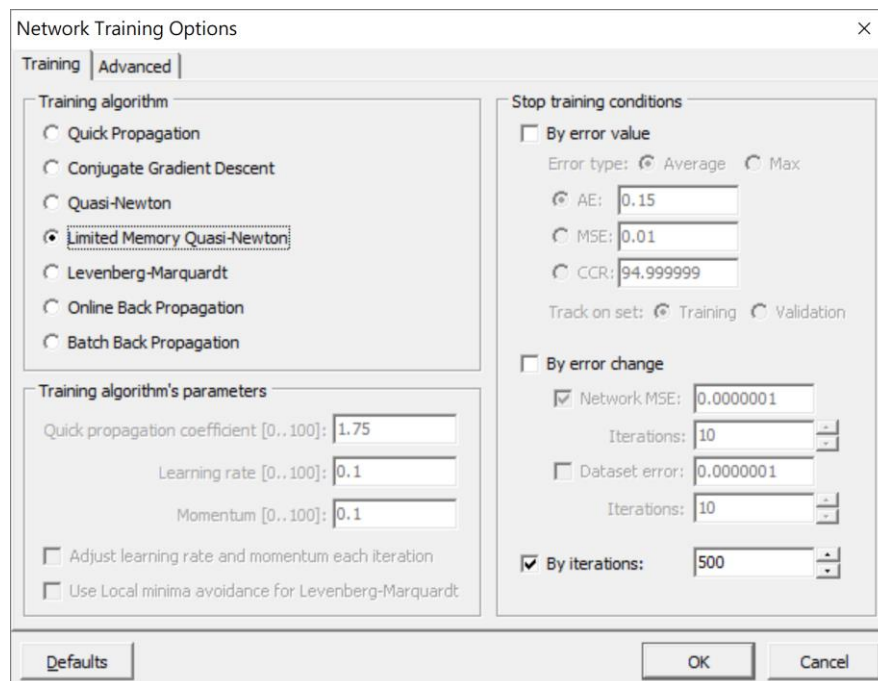 Network Training Options
Training
Advanced
Training algorithm
Quick Propagation
Conjugate Gradient Descent
Quasi-Newton
Limited Memory Quasi-Newton
Levenberg-Marquardt
Online Back Propagation
Batch Back Propagation
Training algorithm's parameters
Quick propagation coefficient [0..100]: 1.75
Learning rate [0..100]: 0.1
Momentum [0..100]: 0.1
Adjust learning rate and momentum each iteration
Use Local minima avoidance for Levenberg-Marquardt
Stop training conditions
By error value
Error type: Average Max
AE: 0.15
MSE: 0.01
CCR: 94.999999
Track on set: Training Validation
By error change
Network MSE: 0.0000001
Iterations: 10
Dataset error: 0.0000001
Iterations: 10
By iterations: 500
Defaults
OK
Cancel